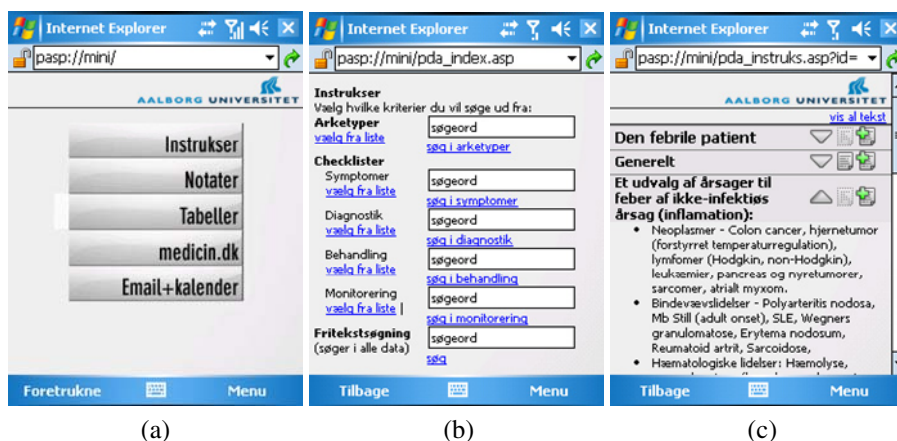 Internet Explorer
pasp://mini/
AALBORG UNIVERSITET
Instrukser
Notater
Tabeller
medicin.dk
Email+kalender
Foretrukne
Menu
(a)
Internet Explorer
pasp://mini/pda_index.asp
Instrukser
Vælg hvilke kriterier du vil søge ud fra:
Arketyper
søgeord
vælg fra liste
søg i arketyper
Checklister
Symptomer
søgeord
vælg fra liste
søg i symptomer
Diagnostik
søgeord
vælg fra liste
søg i diagnostik
Behandling
søgeord
vælg fra liste
søg i behandling
Monitorering
søgeord
vælg fra liste |
søg i monitorering
Fritekstsøgning
søgeord
(søger i alle data)
søg
Tilbage
Menu
(b)
Internet Explorer
pasp://mini/pda_instruks.asp?id=
AALBORG UNIVERSITET
vis al tekst
Den febrile patient
Generelt
Et udvalg af årsager til
feber af ikke-infektiøs
årsag (inflamation):
• Neoplasmer - Colon cancer, hjernetumor
(forstyrret temperaturregulation),
lymfomer (Hodgkin, non-Hodgkin),
leukæmier, pancreas og nyretumorer,
sarcomer, atrialt myxom.
• Bindevævslidelser - Polyarteritis nodosa,
Mb Still (adult onset), SLE, Wegners
granulomatose, Erytema nodosum,
Reumatoid artrit, Sarcoidose,
• Hæmatologiske lidelser: Hæmolyse,
Tilbage
Menu
(c)